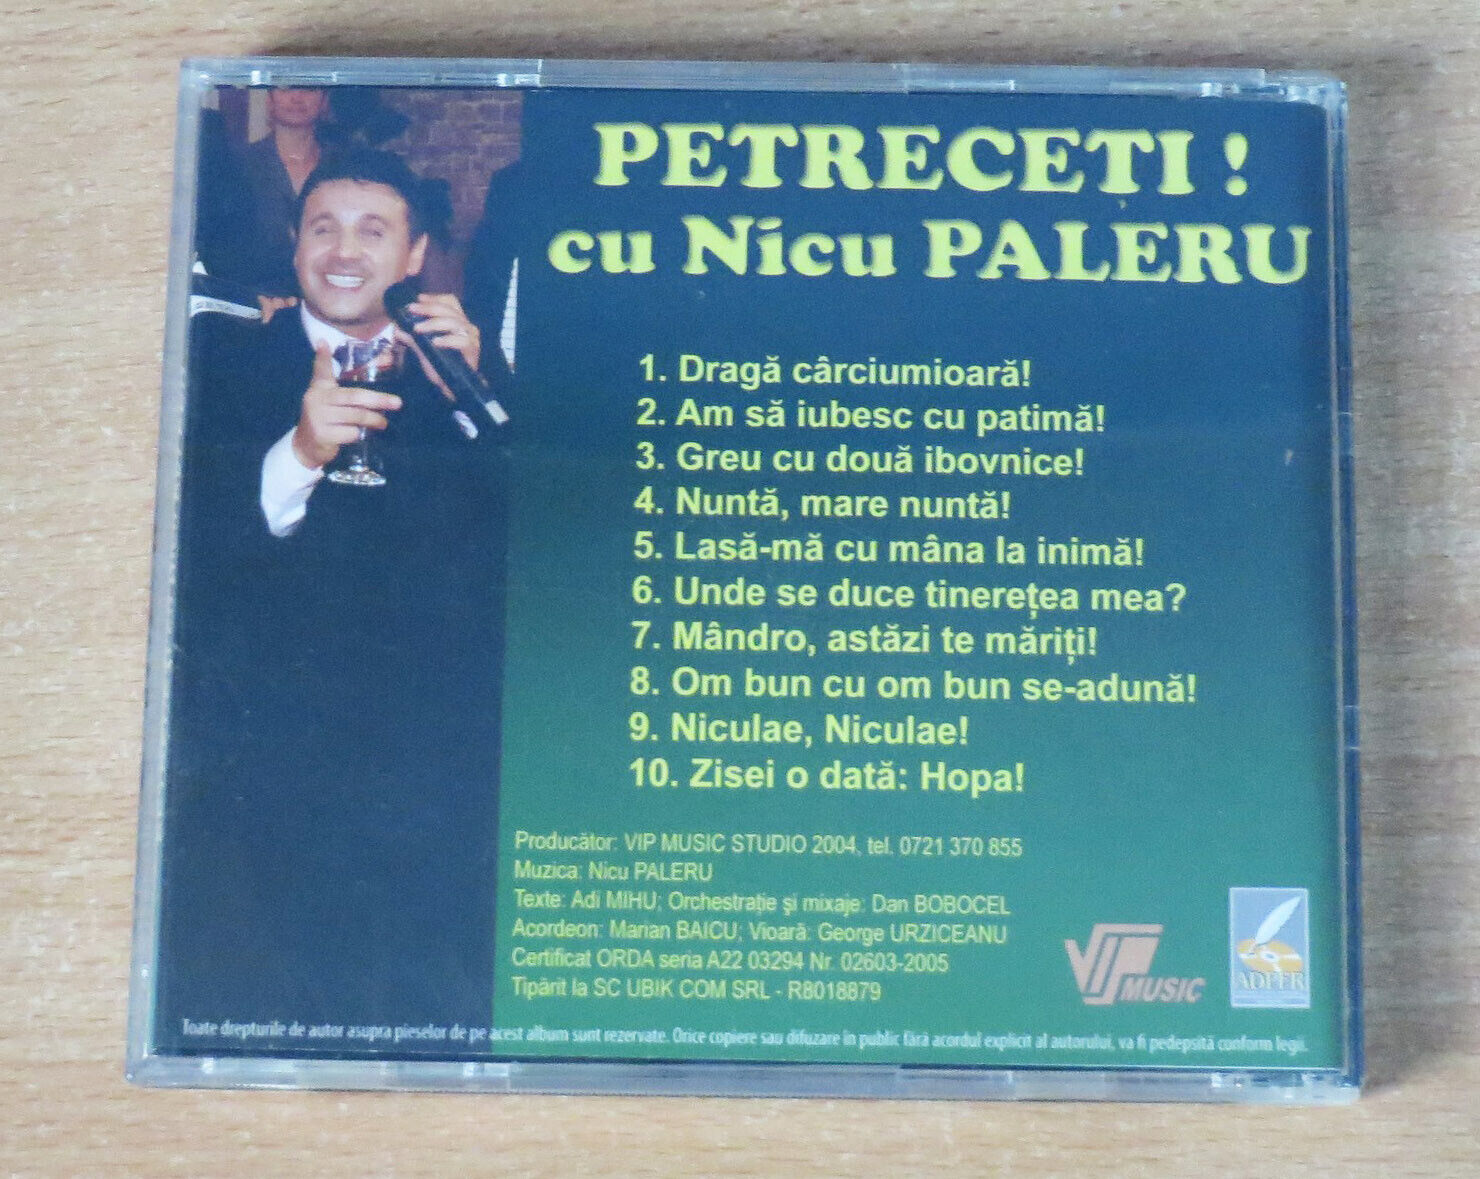 PETRECEȚI !
cu Nicu PALERU
1. Dragă cârciumioară!
2. Am să iubesc cu patimă!
3. Greu cu două ibovnice!
4. Nuntă, mare nuntă!
5. Lasă-mă cu mâna la inimă!
6. Unde se duce tinerețea mea?
7. Mândro, astăzi te măriți!
8. Om bun cu om bun se-adună!
9. Niculae, Niculae!
10. Zisei o dată: Hopa!
Producător: VIP MUSIC STUDIO 2004, tel. 0721 370 855
Muzica: Nicu PALERU
Texte: Adi MIHU; Orchestrație și mixaje: Dan BOBOCEL
Acordeon: Marian BAICU; Vioară: George URZICEANU
Certificat ORDA seria A22 03294 Nr. 02603-2005
Tipărit la SC UBIK COM SRL - R8018879
VIP MUSIC
ADFFR
Toate drepturile de autor asupra pieselor de pe acest album sunt rezervate. Orice copiere sau difuzare în public fără acordul explicit al autorului, va fi pedepsită conform legii.